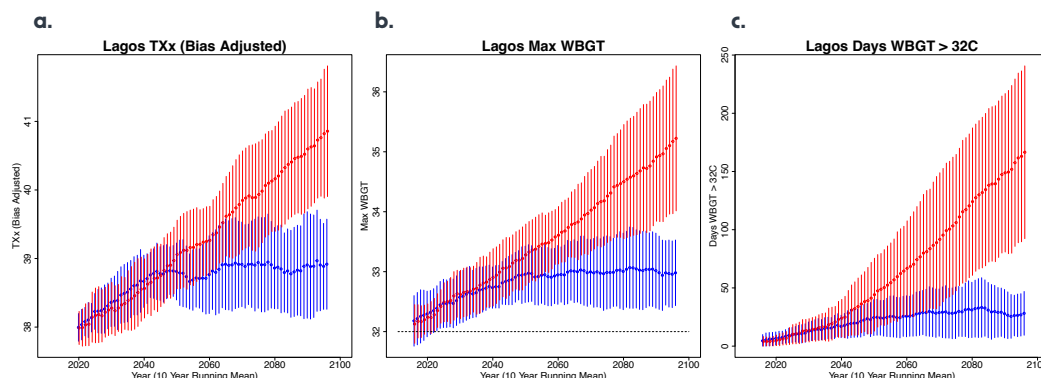 a.
Lagos TXx (Bias Adjusted)
TXx (Bias Adjusted)
38
39
40
41
2020
2040
2060
2080
2100
Year (10 Year Running Mean)
b.
Lagos Max WBGT
Max WBGT
32
33
34
35
36
2020
2040
2060
2080
2100
Year (10 Year Running Mean)
c.
Lagos Days WBGT > 32C
Days WBGT > 32C
0
50
100
150
200
250
2020
2040
2060
2080
2100
Year (10 Year Running Mean)